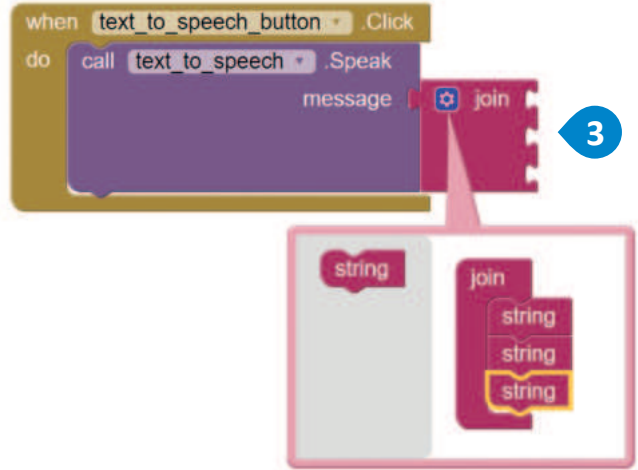 when text_to_speech_button .Click
do call text_to_speech .Speak
message join
3
string
join
string
string
string